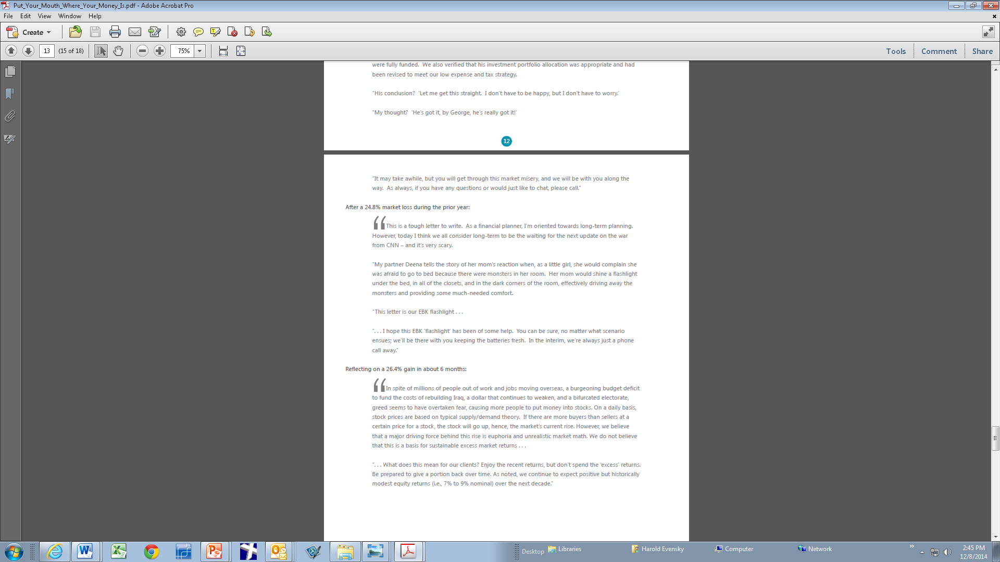 Put_Your_Mouth_Where_Your_Money_Is.pdf - Adobe Acrobat Pro
File Edit View Window Help
Create
13 (15 of 18) 75% Tools Comment Share
were fully funded.  We also verified that his investment portfolio allocation was appropriate and had
been revised to meet our low expense and tax strategy.
“His conclusion?  ‘Let me get this straight.  I don’t have to be happy, but I don’t have to worry.’
“My thought?  ‘He’s got it, by George, he’s really got it!’
12
“It may take awhile, but you will get through this market misery, and we will be with you along the
way.  As always, if you have any questions or would just like to chat, please call.”
After a 24.8% market loss during the prior year:
“This is a tough letter to write.  As a financial planner, I’m oriented towards long-term planning.
However, today I think we all consider long-term to be the waiting for the next update on the war
from CNN – and it’s very scary.
“My partner Deena tells the story of her mom’s reaction when, as a little girl, she would complain she
was afraid to go to bed because there were monsters in her room.  Her mom would shine a flashlight
under the bed, in all of the closets, and in the dark corners of the room, effectively driving away the
monsters and providing some much-needed comfort.
“This letter is our EBK flashlight . . .
“. . . I hope this EBK ‘flashlight’ has been of some help.  You can be sure, no matter what scenario
ensues; we’ll be there with you keeping the batteries fresh.  In the interim, we’re always just a phone
call away.”
Reflecting on a 26.4% gain in about 6 months:
“In spite of millions of people out of work and jobs moving overseas, a burgeoning budget deficit
to fund the costs of rebuilding Iraq, a dollar that continues to weaken, and a bifurcated electorate,
greed seems to have overtaken fear, causing more people to put money into stocks. On a daily basis,
stock prices are based on typical supply/demand theory.  If there are more buyers than sellers at a
certain price for a stock, the stock will go up, hence, the market’s current rise. However, we believe
that a major driving force behind this rise is euphoria and unrealistic market math. We do not believe
that this is a basis for sustainable excess market returns . . .
“. . . What does this mean for our clients? Enjoy the recent returns, but don’t spend the ‘excess’ returns.
Be prepared to give a portion back over time. As noted, we continue to expect positive but historically
modest equity returns (i.e., 7% to 9% nominal) over the next decade.”
Desktop Libraries Harold Evensky Computer Network 2:45 PM
12/8/2014